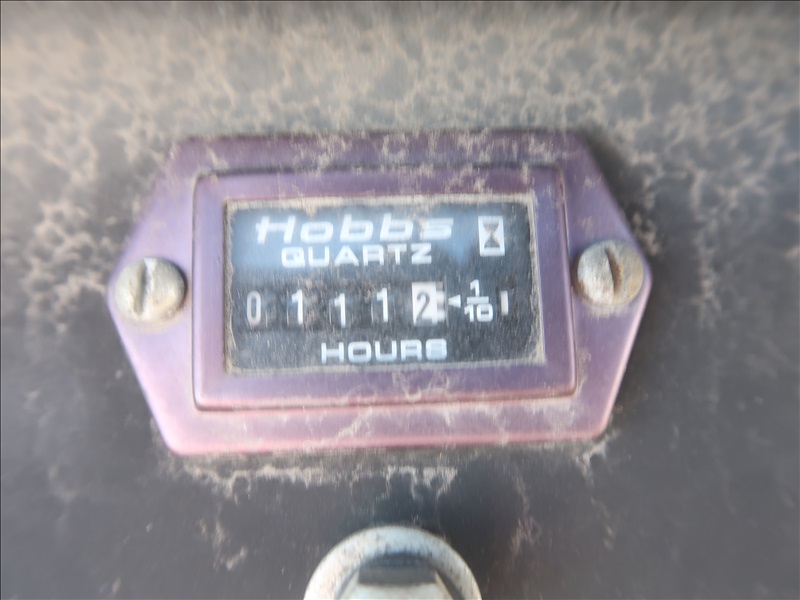 Hobbs
QUARTZ
0 1 1 1 2 ◄ 1/10
HOURS